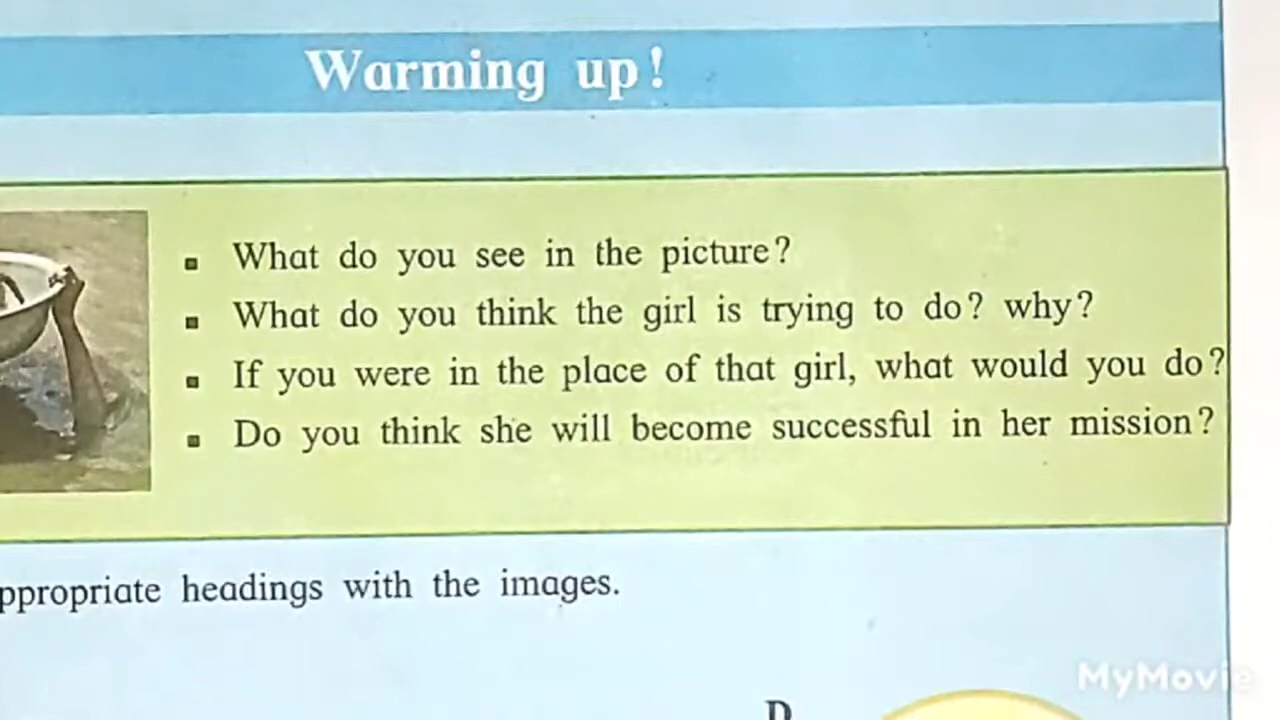 Warming up!
What do you see in the picture?
What do you think the girl is trying to do? why?
If you were in the place of that girl, what would you do?
Do you think she will become successful in her mission?
ppropriate headings with the images.
D
MyMovie